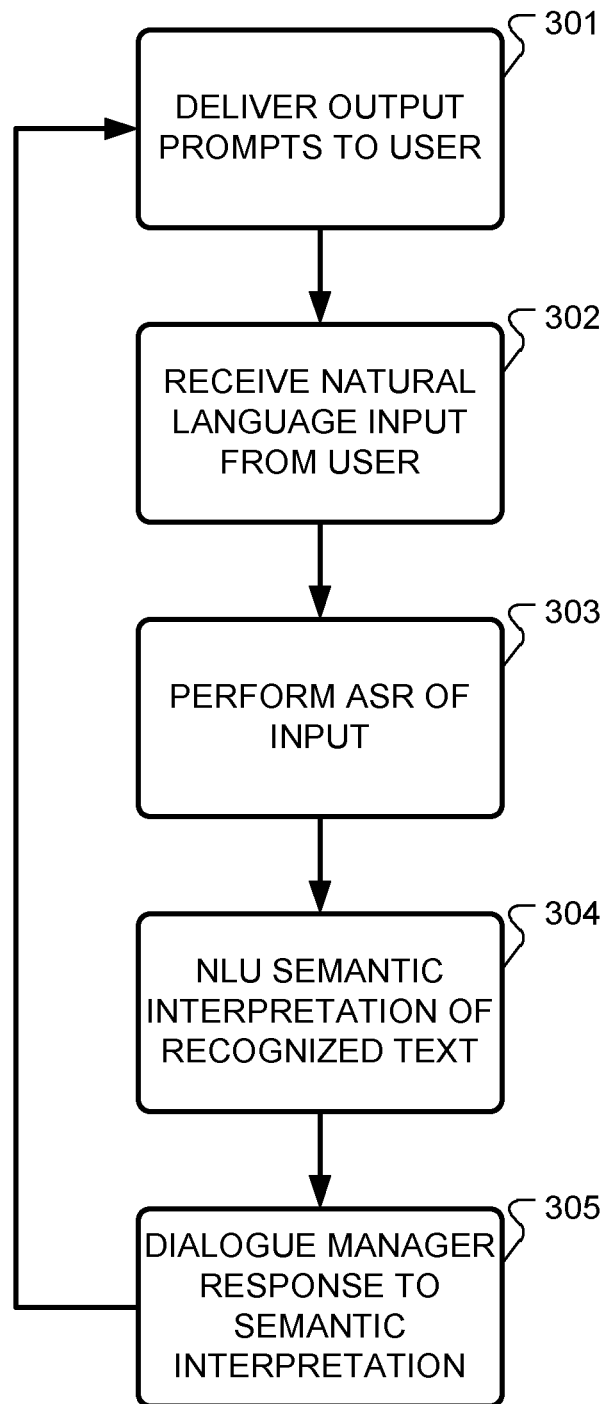 301
DELIVER OUTPUT
PROMPTS TO USER
302
RECEIVE NATURAL
LANGUAGE INPUT
FROM USER
303
PERFORM ASR OF
INPUT
304
NLU SEMANTIC
INTERPRETATION OF
RECOGNIZED TEXT
305
DIALOGUE MANAGER
RESPONSE TO
SEMANTIC
INTERPRETATION